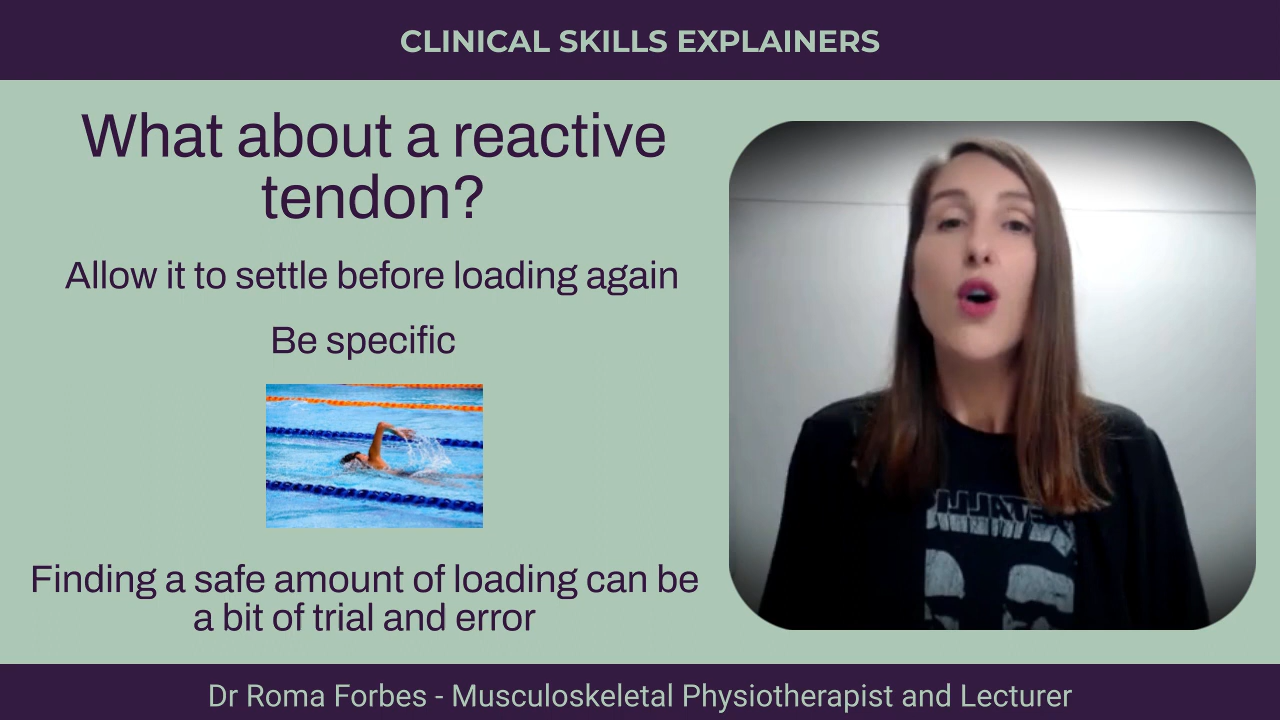 CLINICAL SKILLS EXPLAINERS
What about a reactive
tendon?
Allow it to settle before loading again
Be specific
Finding a safe amount of loading can be
a bit of trial and error
Dr Roma Forbes - Musculoskeletal Physiotherapist and Lecturer